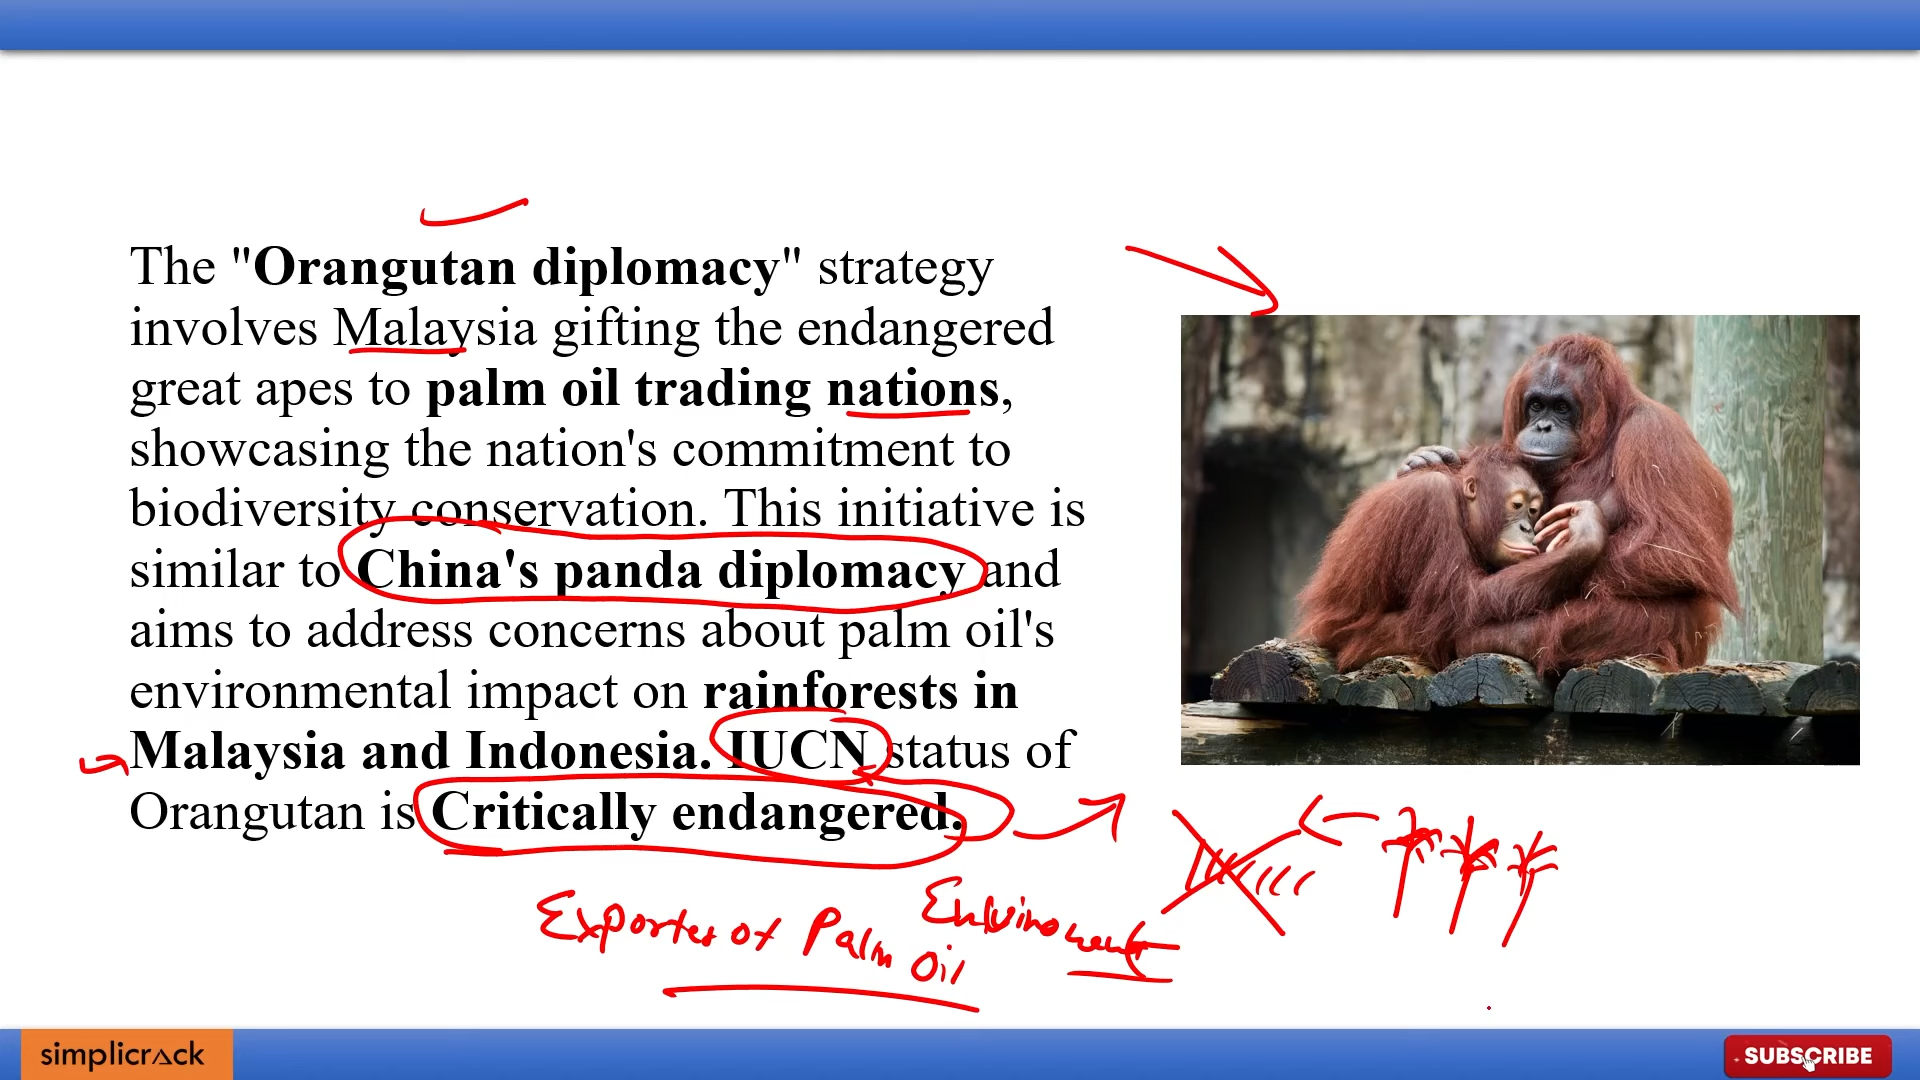 The "Orangutan diplomacy" strategy
involves Malaysia gifting the endangered
great apes to palm oil trading nations,
showcasing the nation's commitment to
biodiversity conservation. This initiative is
similar to China's panda diplomacy and
aims to address concerns about palm oil's
environmental impact on rainforests in
Malaysia and Indonesia. IUCN status of
Orangutan is Critically endangered.
Exporter of Palm Oil
Environment
simplicrack
SUBSCRIBE